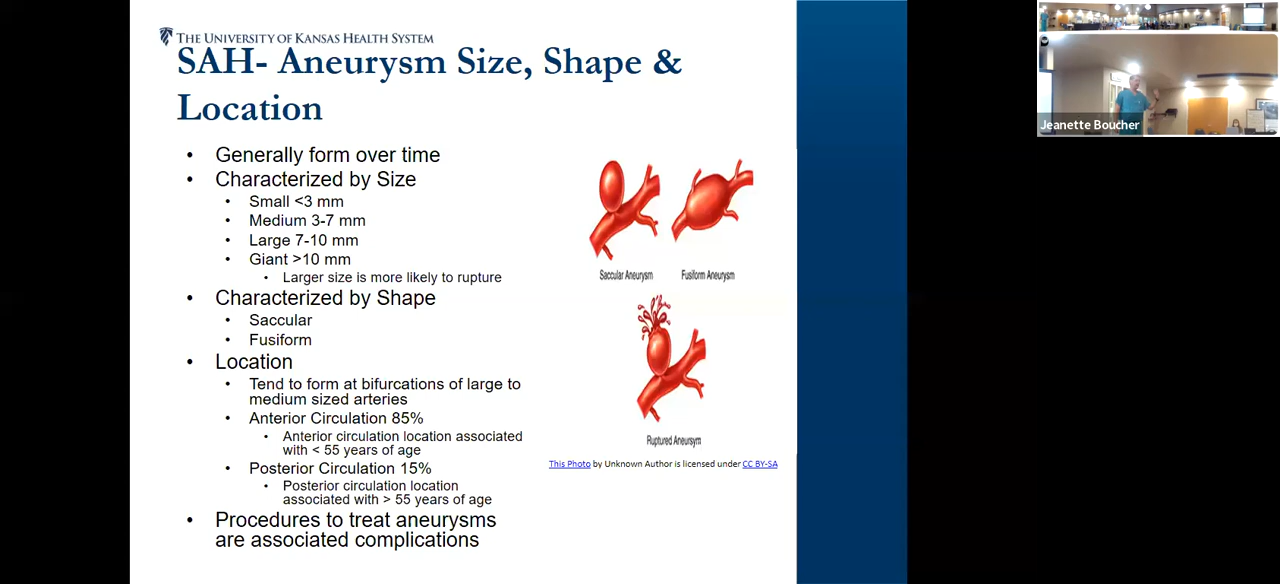 THE UNIVERSITY OF KANSAS HEALTH SYSTEM
SAH- Aneurysm Size, Shape &
Location
• Generally form over time
• Characterized by Size
• Small <3 mm
• Medium 3-7 mm
• Large 7-10 mm
• Giant >10 mm
• Larger size is more likely to rupture
• Characterized by Shape
• Saccular
• Fusiform
• Location
• Tend to form at bifurcations of large to
medium sized arteries
• Anterior Circulation 85%
• Anterior circulation location associated
with < 55 years of age
• Posterior Circulation 15%
• Posterior circulation location
associated with > 55 years of age
• Procedures to treat aneurysms
are associated complications
Saccular Aneurysm
Fusiform Aneurysm
Ruptured Aneursym
This Photo by Unknown Author is licensed under CC BY-SA
Jeanette Boucher